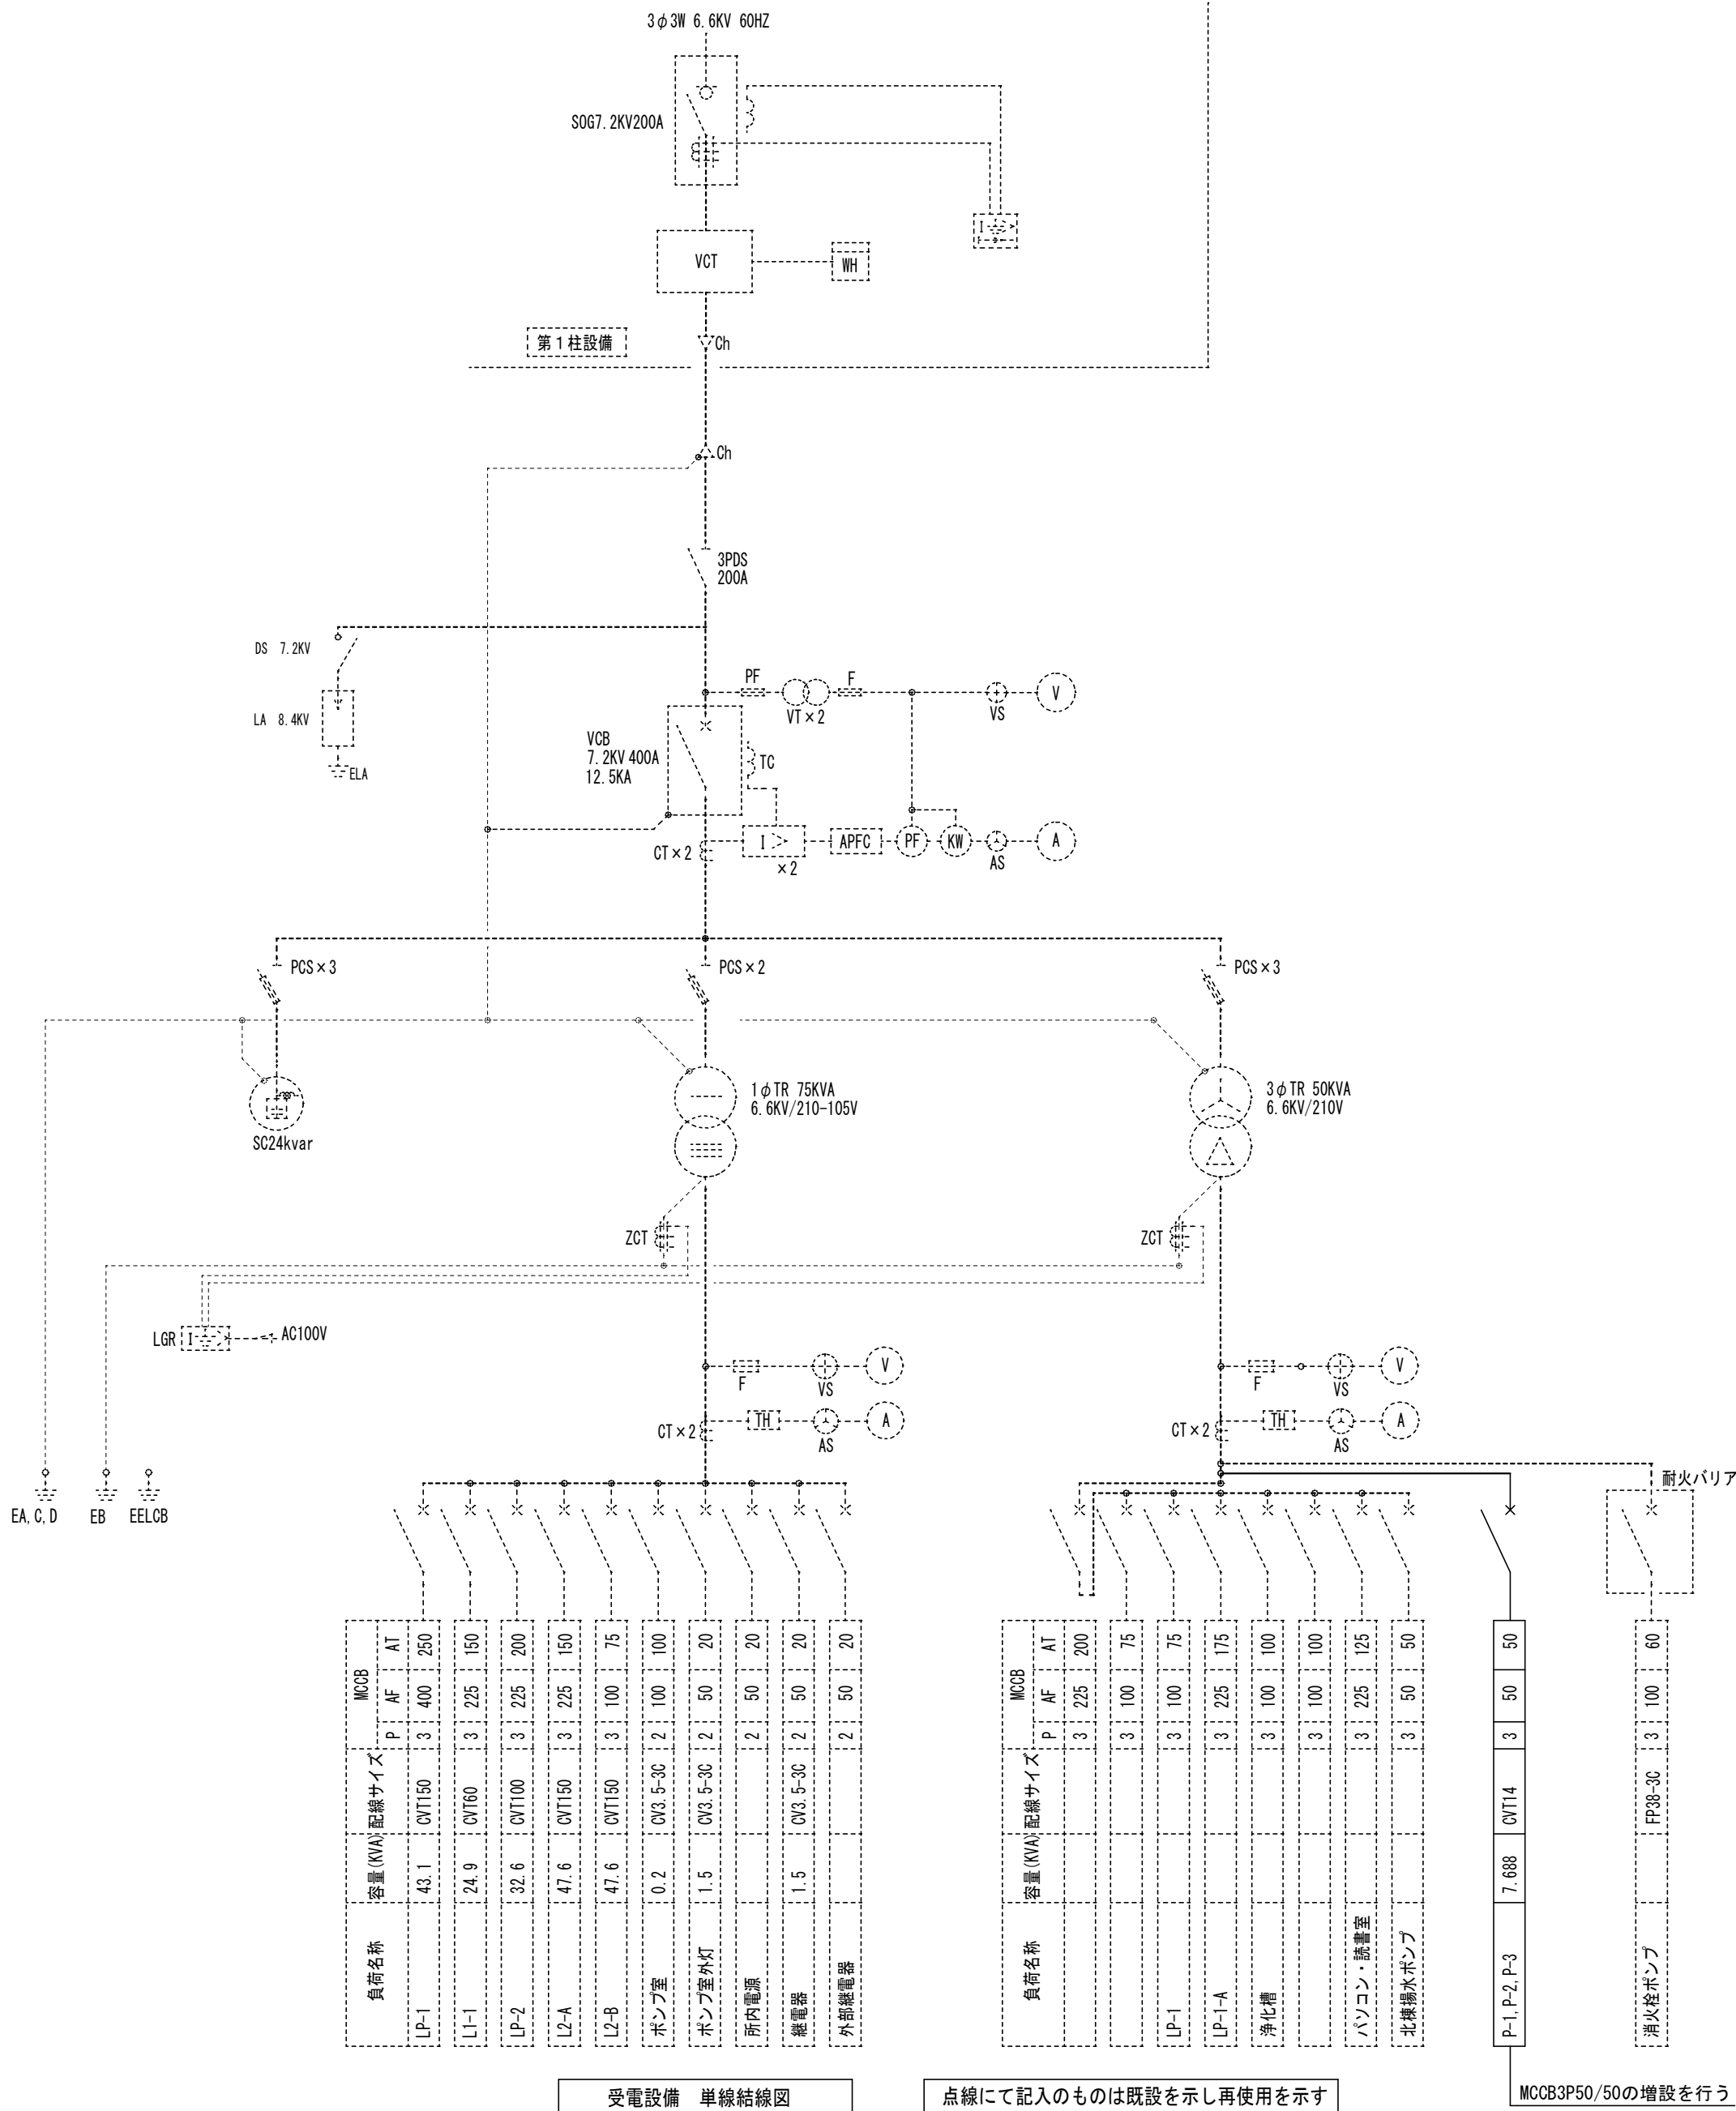 3φ3W 6.6KV 60HZ
SOG7.2KV200A
I
VCT
WH
第1柱設備
Ch
Ch
3PDS
200A
DS 7.2KV
LA 8.4KV
ELA
PF
F
VT×2
VS
V
VCB
7.2KV 400A
12.5KA
TC
CT×2
I >
×2
APFC
PF
KW
AS
A
PCS×3
PCS×2
PCS×3
SC24kvar
1φTR 75KVA
6.6KV/210-105V
3φTR 50KVA
6.6KV/210V
ZCT
ZCT
LGR
I
AC100V
F
VS
V
F
VS
V
CT×2
TH
AS
A
CT×2
TH
AS
A
EA,C,D
EB
EELCB
耐火バリア
MCCB
負荷名称 容量(KVA) 配線サイズ P AF AT
LP-1 43.1 CVT150 3 400 250
L1-1 24.9 CVT60 3 225 150
LP-2 32.6 CVT100 3 225 200
L2-A 47.6 CVT150 3 225 150
L2-B 47.6 CVT150 3 100 75
ポンプ室 0.2 CV3.5-3C 2 100 100
ポンプ室外灯 1.5 CV3.5-3C 2 50 20
所内電源 2 50 20
継電器 1.5 CV3.5-3C 2 50 20
外部継電器 2 50 20
MCCB
負荷名称 容量(KVA) 配線サイズ P AF AT
3 225 200
3 100 75
LP-1 3 100 75
LP-1-A 3 225 175
浄化槽 3 100 100
3 100 100
パソコン・読書室 3 225 125
北棟揚水ポンプ 3 50 50
P-1,P-2,P-3 7.688 CVT14 3 50 50
消火栓ポンプ FP38-3C 3 100 60
受電設備 単線結線図
点線にて記入のものは既設を示し再使用を示す
MCCB3P50/50の増設を行う